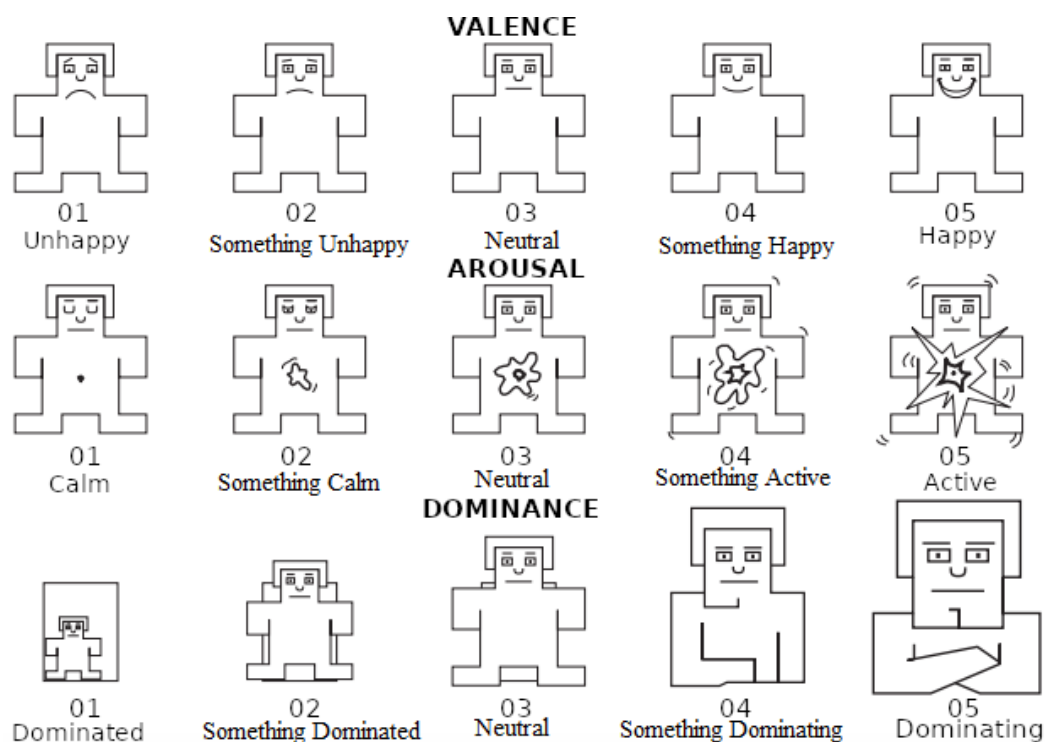 VALENCE
01 02 03 04 05
Unhappy Something Unhappy Neutral Something Happy Happy
AROUSAL
01 02 03 04 05
Calm Something Calm Neutral Something Active Active
DOMINANCE
01 02 03 04 05
Dominated Something Dominated Neutral Something Dominating Dominating